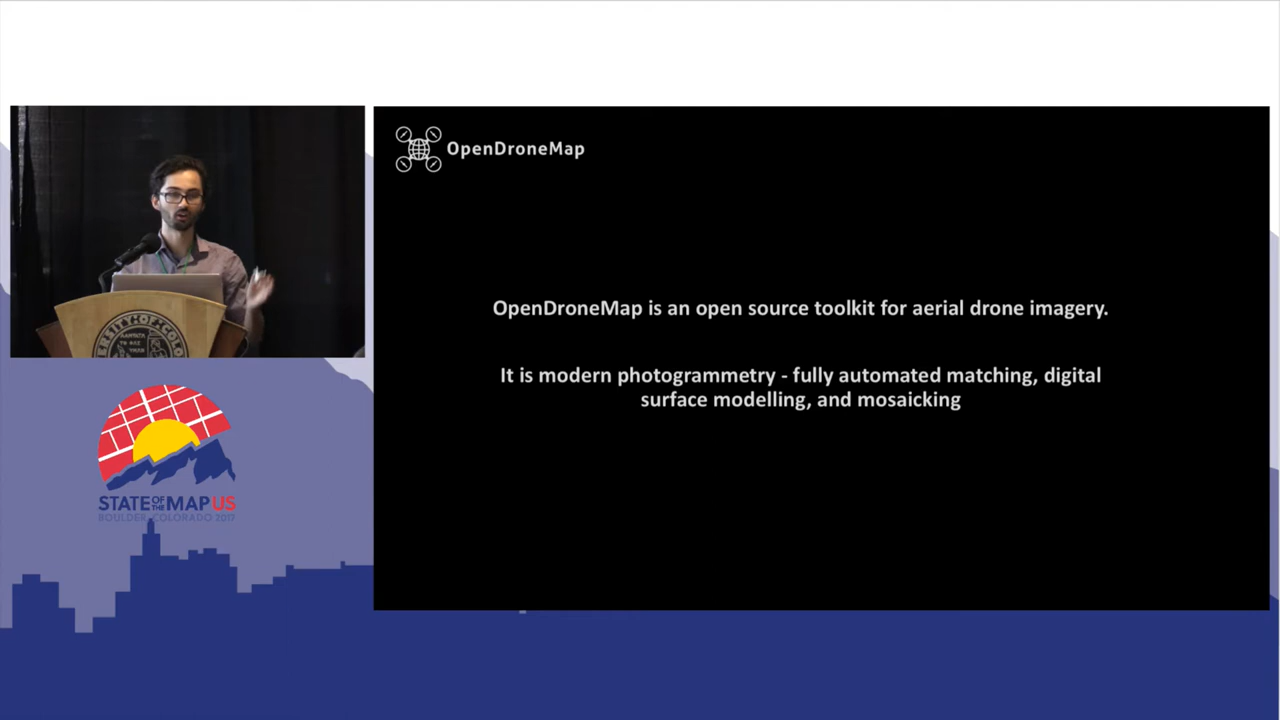 OpenDroneMap
OpenDroneMap is an open source toolkit for aerial drone imagery.
It is modern photogrammetry - fully automated matching, digital
surface modelling, and mosaicking
STATE OF THE MAP US
BOULDER, COLORADO 2017